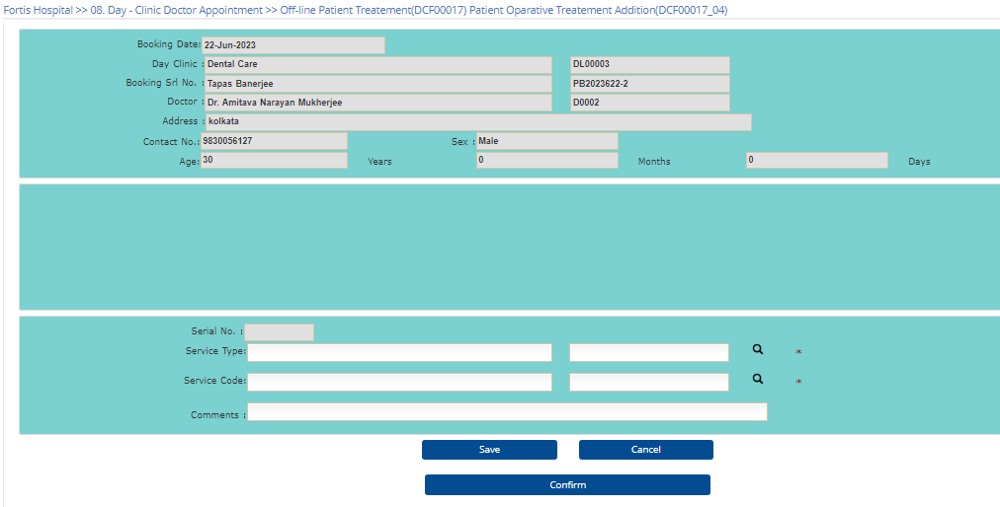 Fortis Hospital >> 08. Day - Clinic Doctor Appointment >> Off-line Patient Treatement(DCF00017) Patient Oparative Treatement Addition(DCF00017_04)
Booking Date: 22-Jun-2023
Day Clinic : Dental Care DL00003
Booking Srl No. : Tapas Banerjee PB2023622-2
Doctor : Dr. Amitava Narayan Mukherjee D0002
Address : kolkata
Contact No.: 9830056127 Sex : Male
Age: 30 Years 0 Months 0 Days
Serial No. :
Service Type: *
Service Code: *
Comments :
Save Cancel
Confirm